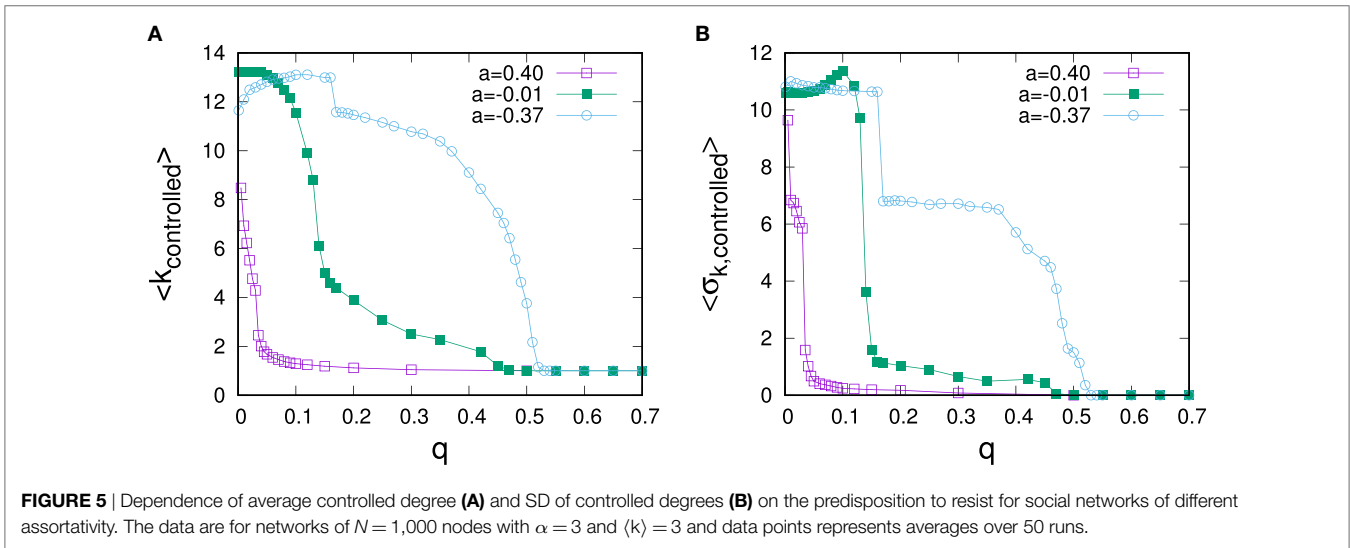 A
14
12
10
8
6
4
2
0
<k_controlled>
0 0.1 0.2 0.3 0.4 0.5 0.6 0.7
q
a=0.40
a=-0.01
a=-0.37
B
12
10
8
6
4
2
0
<σ_k,controlled>
0 0.1 0.2 0.3 0.4 0.5 0.6 0.7
q
a=0.40
a=-0.01
a=-0.37
FIGURE 5 | Dependence of average controlled degree (A) and SD of controlled degrees (B) on the predisposition to resist for social networks of different
assortativity. The data are for networks of N = 1,000 nodes with α = 3 and ⟨k⟩ = 3 and data points represents averages over 50 runs.